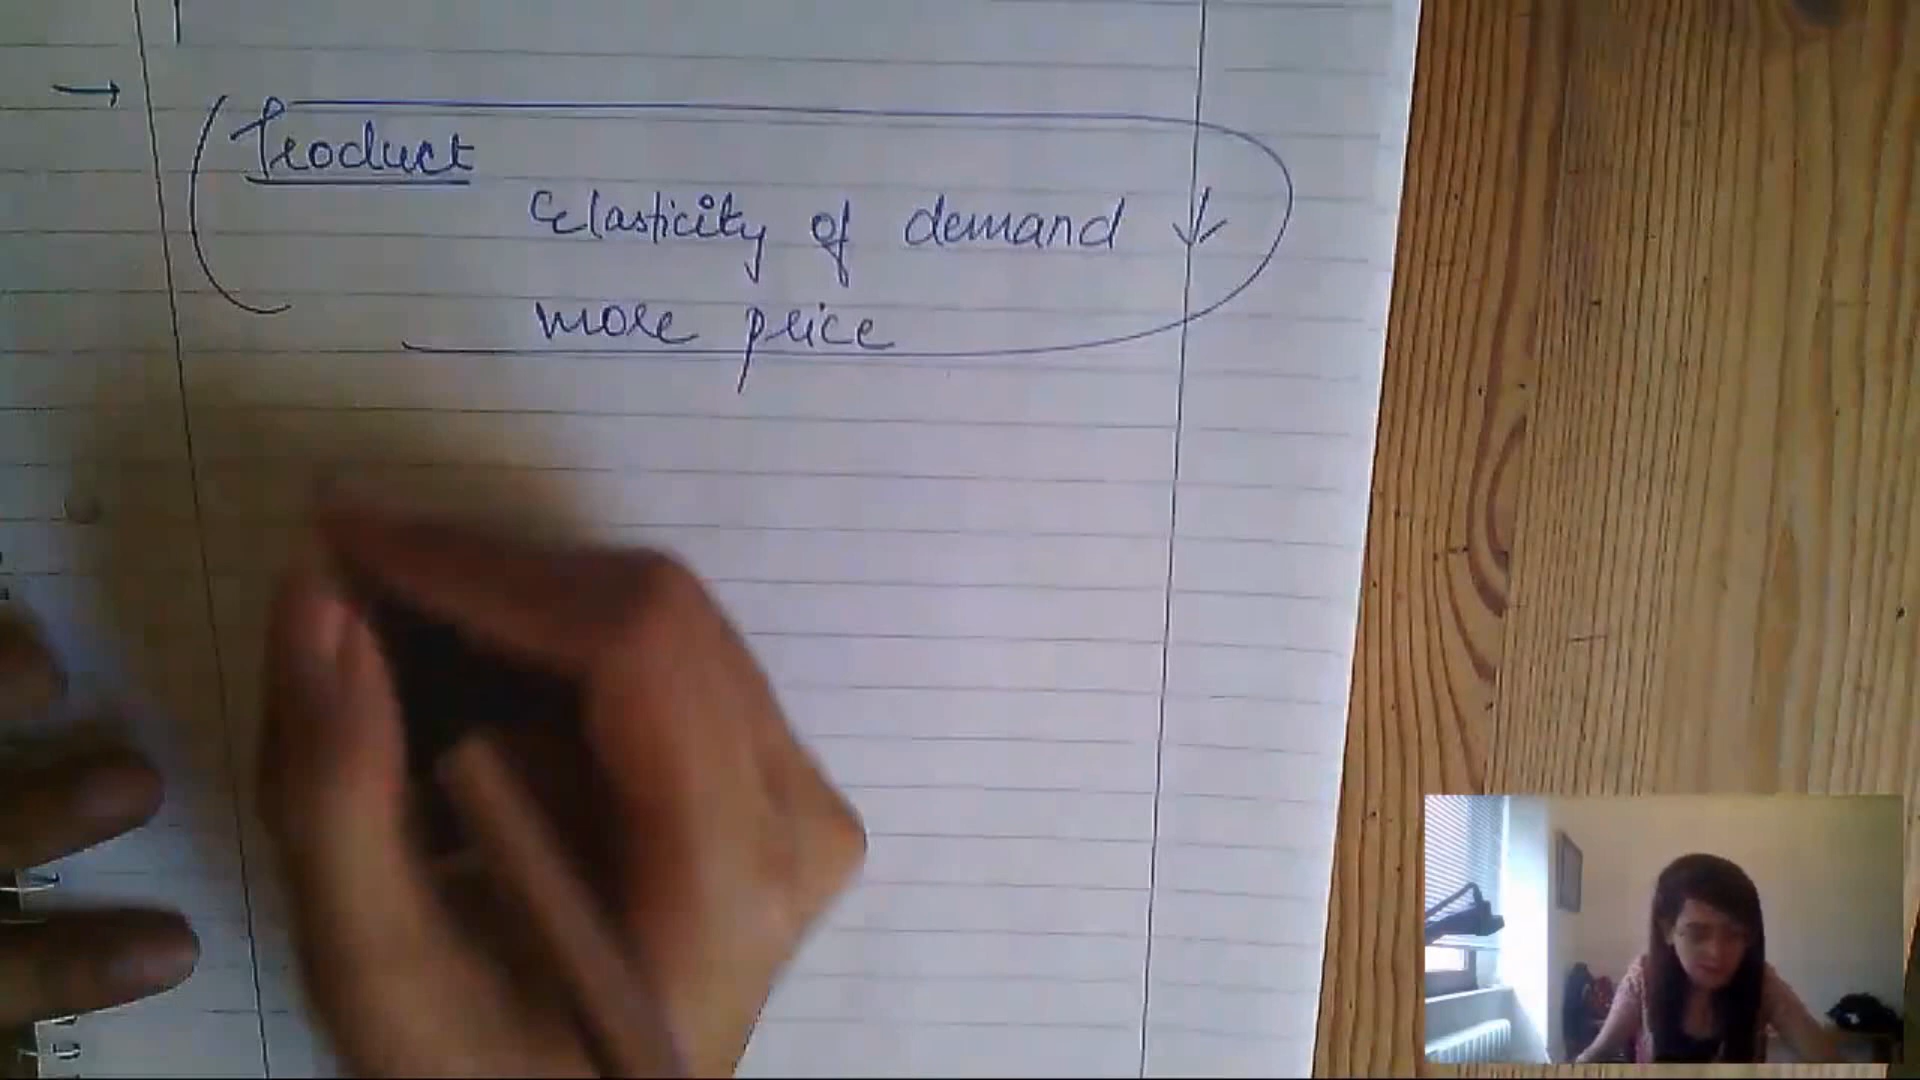 →
Product
Elasticity of demand ↓
more price